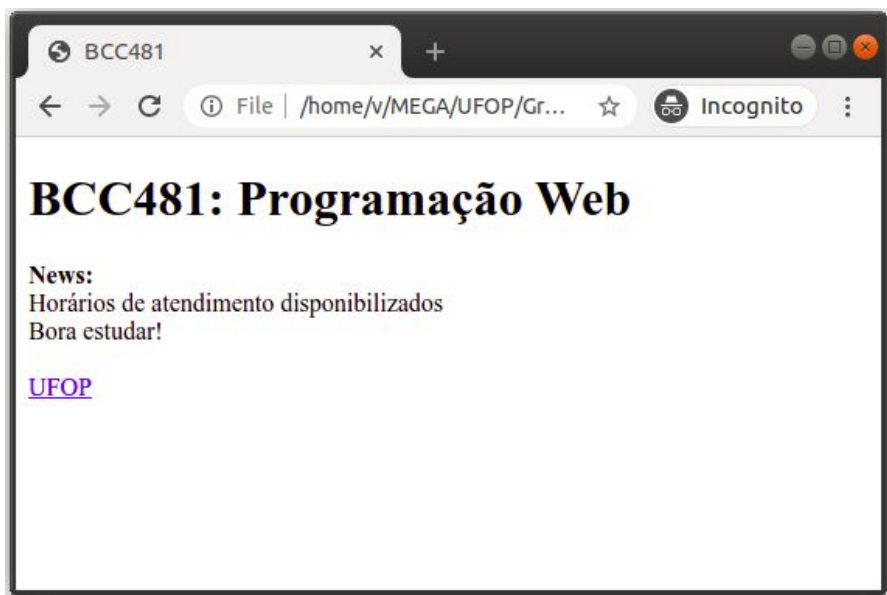 BCC481
File | /home/v/MEGA/UFOP/Gr... Incognito
BCC481: Programação Web
News:
Horários de atendimento disponibilizados
Bora estudar!
UFOP